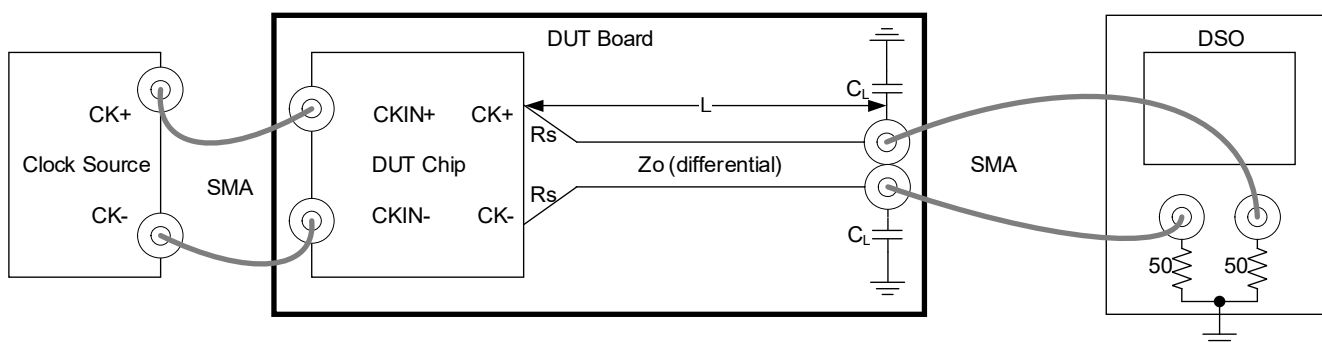 DUT Board
DSO
CL
CK+
CKIN+
CK+
L
Rs
Clock Source
SMA
DUT Chip
Zo (differential)
SMA
CK-
CKIN-
Rs
CK-
CL
50
50